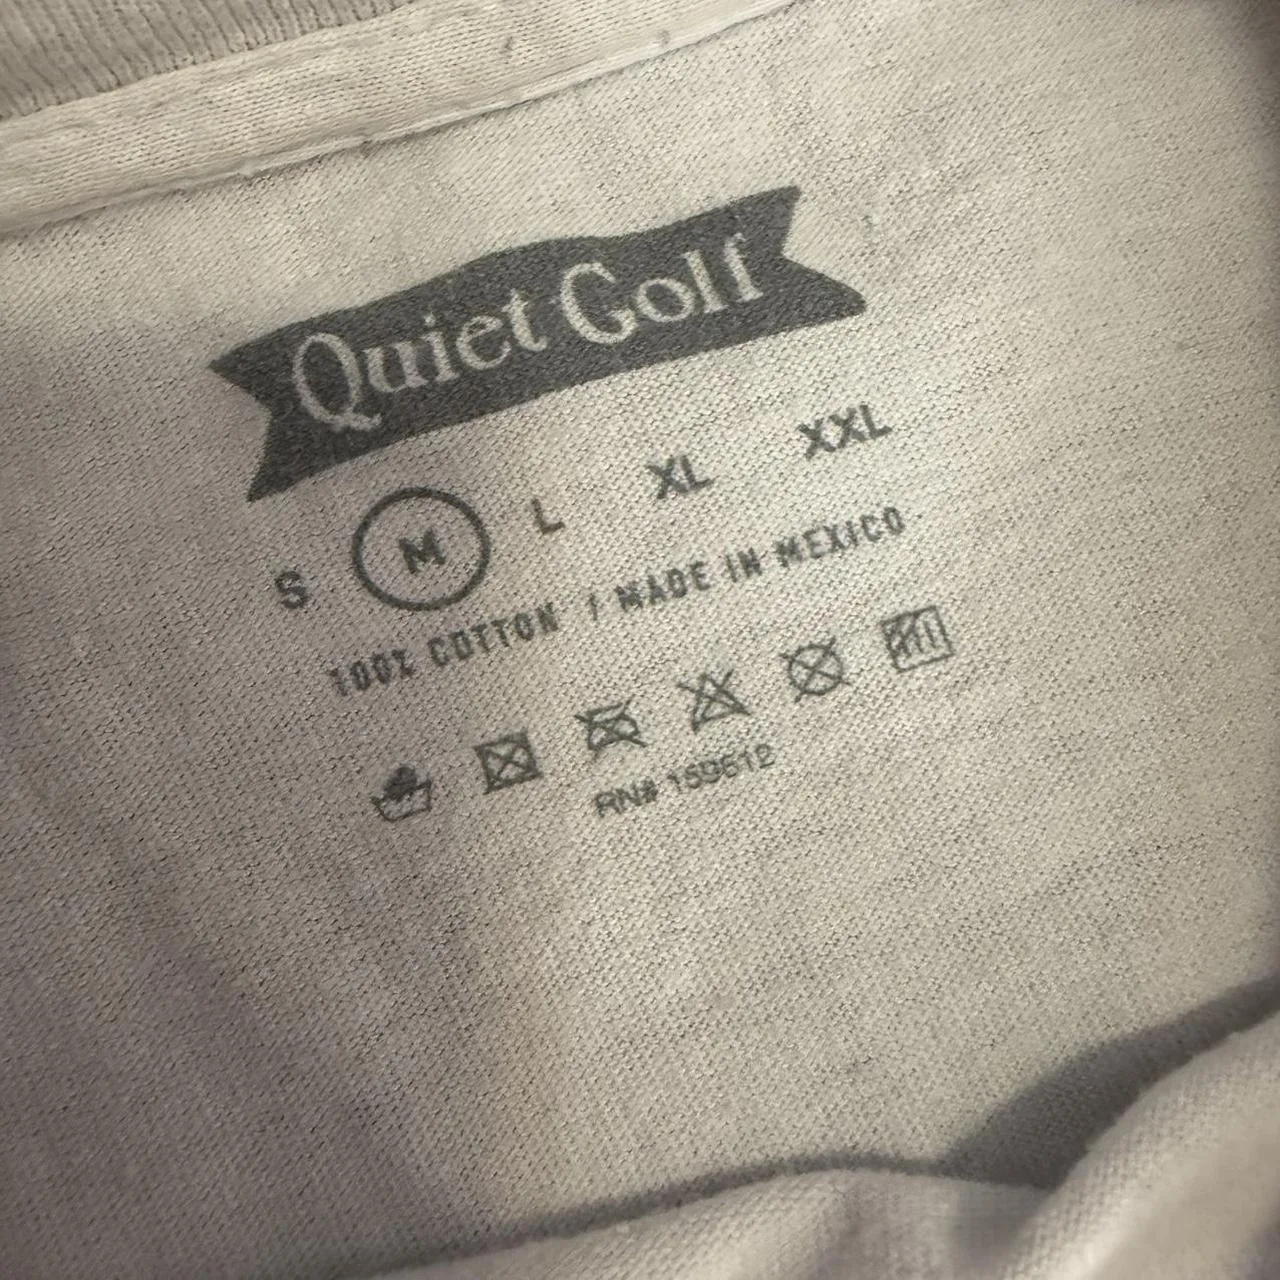 Quiet Golf
S M L XL XXL
100% COTTON / MADE IN MEXICO
RN# 159612